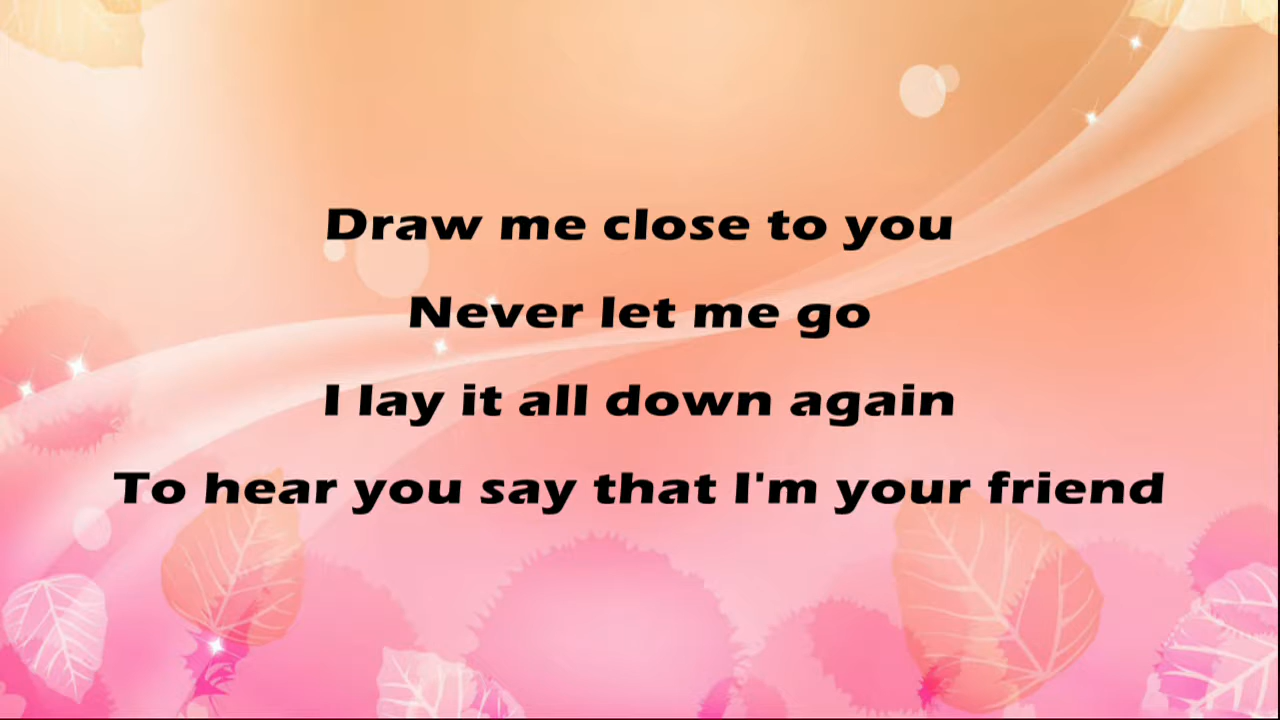 Draw me close to you
Never let me go
I lay it all down again
To hear you say that I'm your friend